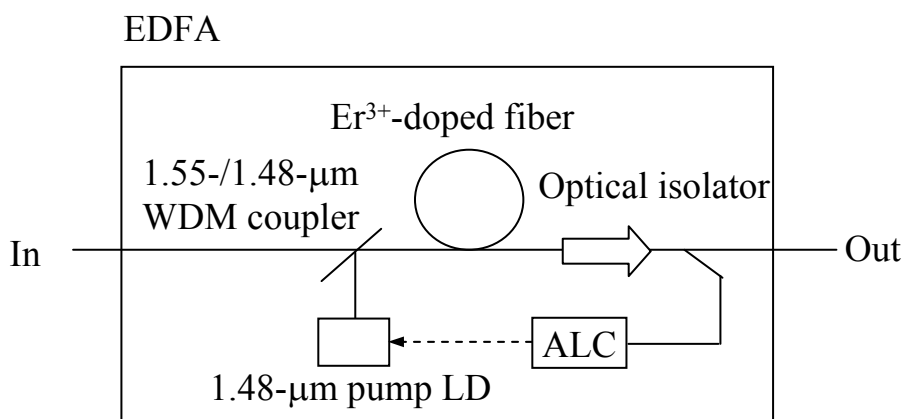 EDFA
Er³⁺-doped fiber
1.55-/1.48-μm
WDM coupler
Optical isolator
In
Out
ALC
1.48-μm pump LD